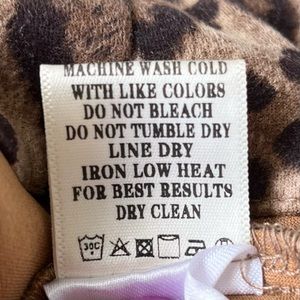 MACHINE WASH COLD
WITH LIKE COLORS
DO NOT BLEACH
DO NOT TUMBLE DRY
LINE DRY
IRON LOW HEAT
FOR BEST RESULTS
DRY CLEAN
30C